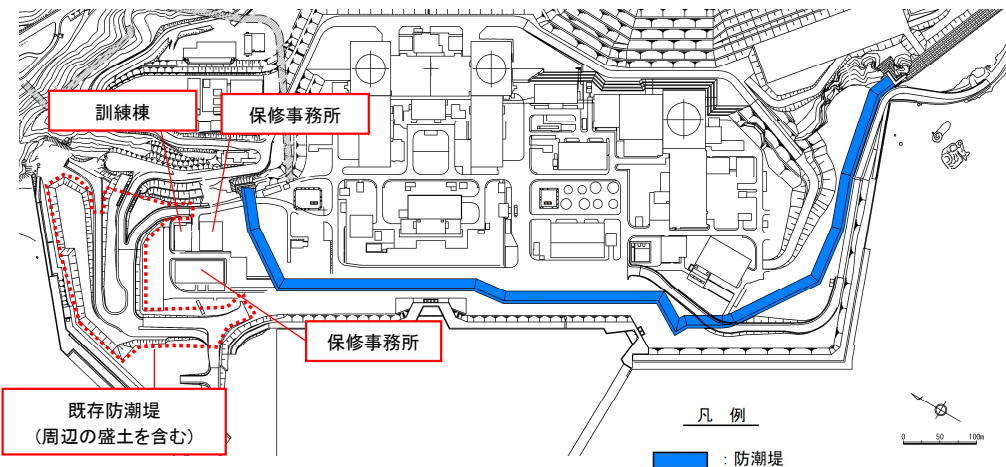 訓練棟
保修事務所
保修事務所
既存防潮堤
(周辺の盛土を含む)
凡 例
:防潮堤
0 50 100m